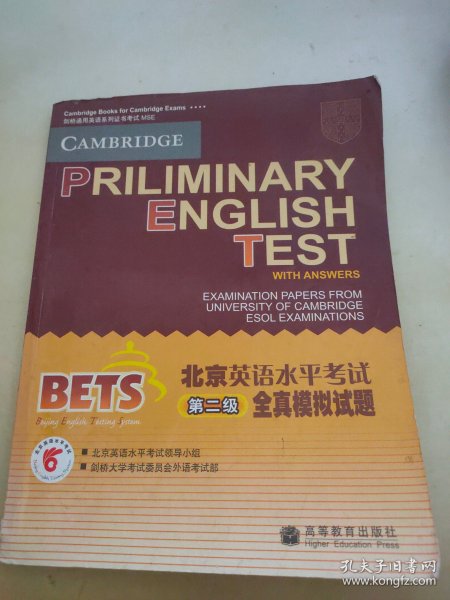 Cambridge Books for Cambridge Exams ••••
剑桥通用英语系列证书考试 MSE
CAMBRIDGE
PRILIMINARY
ENGLISH
TEST
WITH ANSWERS
EXAMINATION PAPERS FROM
UNIVERSITY OF CAMBRIDGE
ESOL EXAMINATIONS
BETS
Beijing English Testing System
北京英语水平考试
第二级
全真模拟试题
■ 北京英语水平考试领导小组
■ 剑桥大学考试委员会外语考试部
高等教育出版社
Higher Education Press
孔夫子旧书网
www.kongfz.com